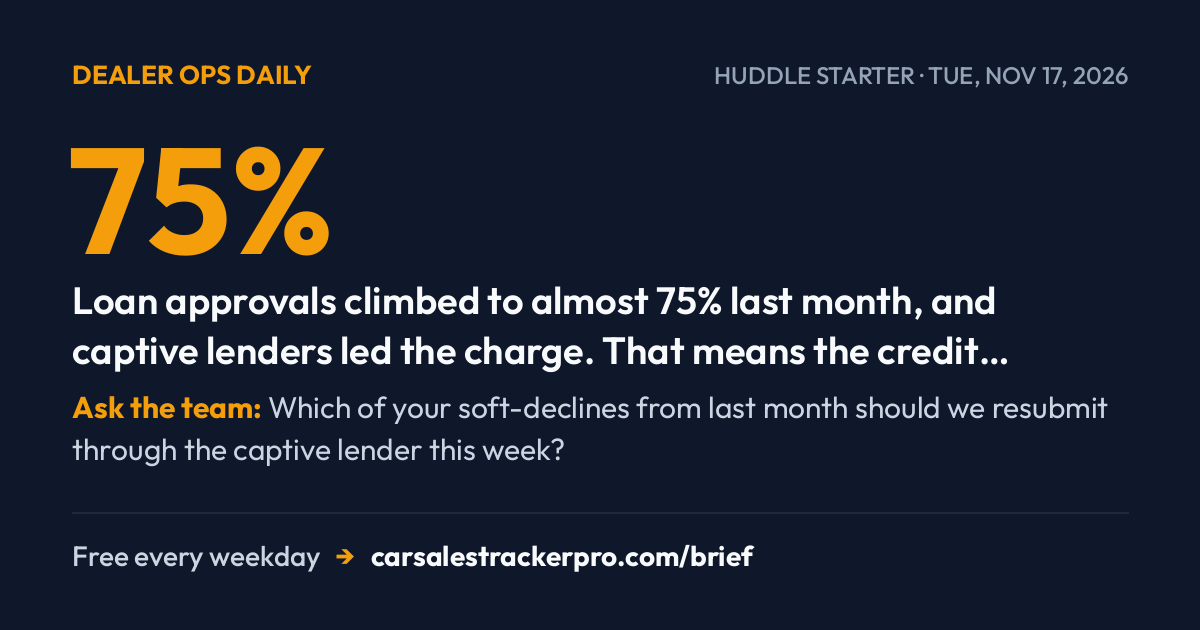 DEALER OPS DAILY
HUDDLE STARTER · TUE, NOV 17, 2026
75%
Loan approvals climbed to almost 75% last month, and
captive lenders led the charge. That means the credit...
Ask the team: Which of your soft-declines from last month should we resubmit
through the captive lender this week?
Free every weekday → carsalestrackerpro.com/brief